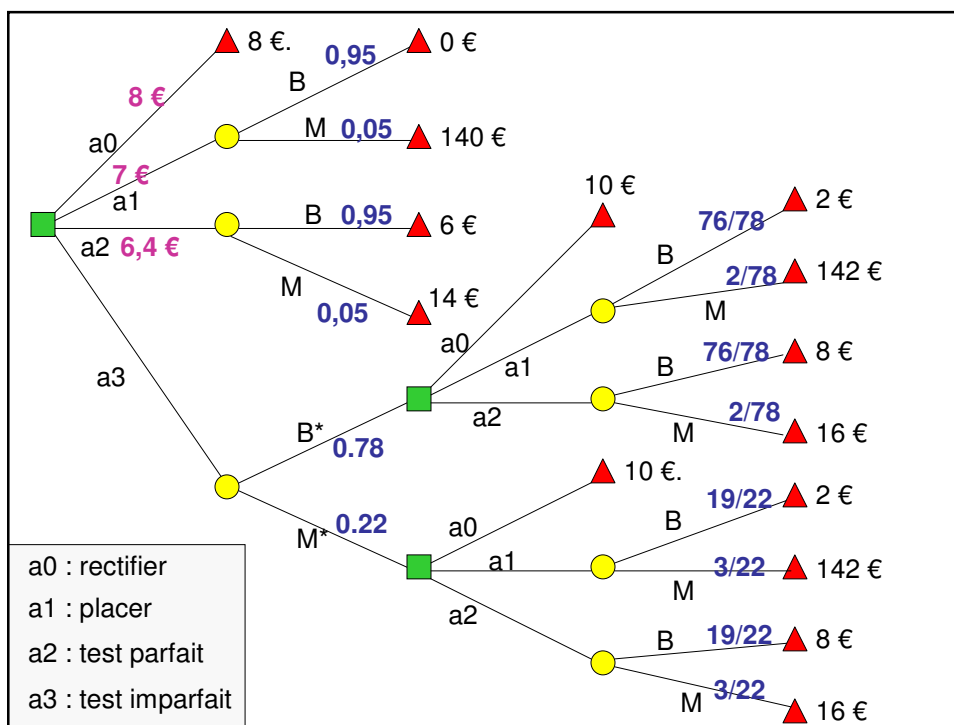 8 €.
0,95
0 €
B
8 €
M 0,05
140 €
a0
7 €
a1
10 €
B 0,95
6 €
76/78
2 €
a2 6,4 €
B
2/78
142 €
M
14 €
M
0,05
a0
76/78
8 €
a1
B
a3
a2
2/78
B*
M
16 €
0.78
10 €.
19/22
2 €
0.22
a0
B
M*
a1
3/22
142 €
M
a2
19/22
B
8 €
3/22
M
16 €
a0 : rectifier
a1 : placer
a2 : test parfait
a3 : test imparfait